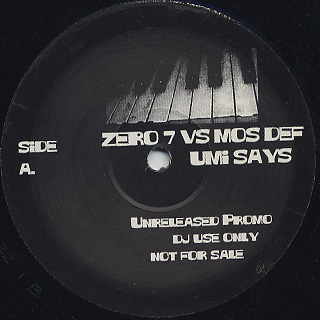 ZERO 7 VS MOS DEF
UMi SAYS
SiDE
A.
UNRELEASED PROMO
DJ USE ONLY
NOT FOR SALE